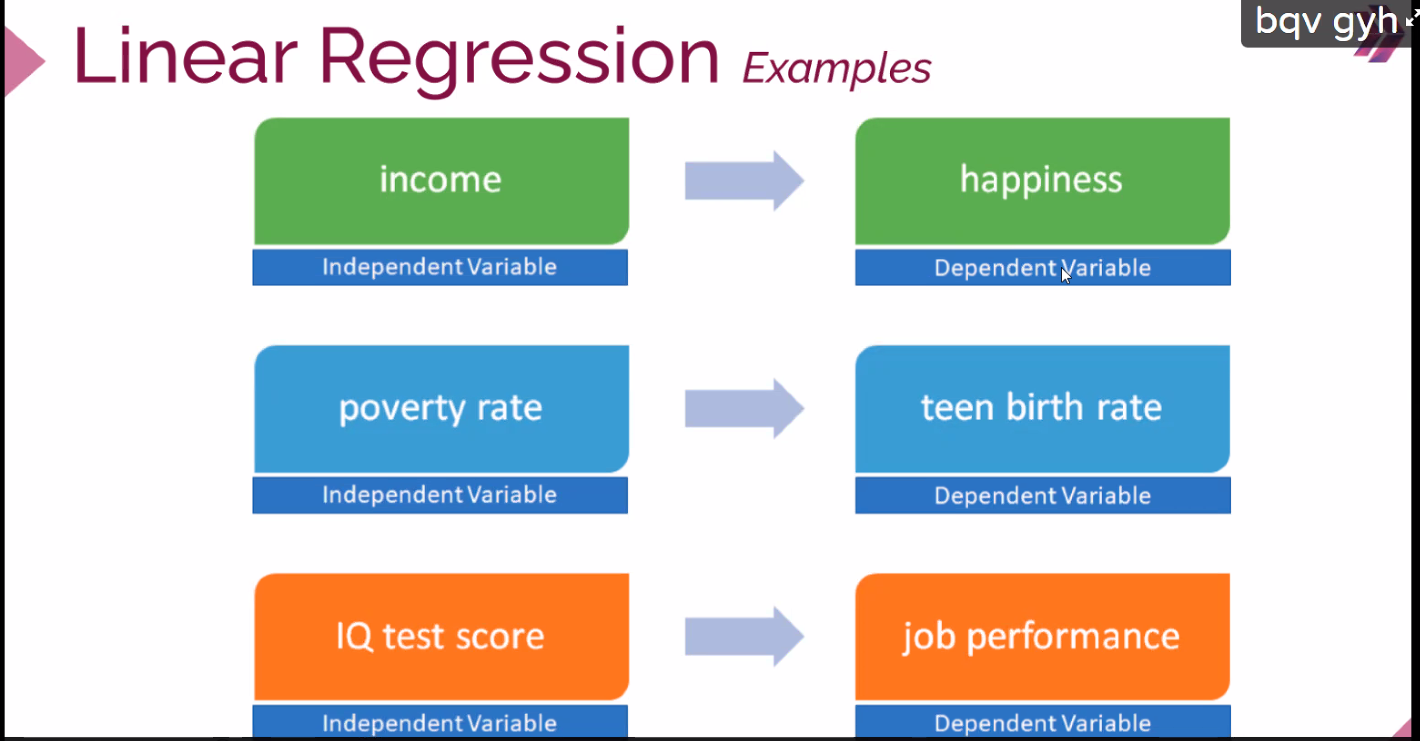 bqv gyh
Linear Regression Examples
income
happiness
Independent Variable
Dependent Variable
poverty rate
teen birth rate
Independent Variable
Dependent Variable
IQ test score
job performance
Independent Variable
Dependent Variable